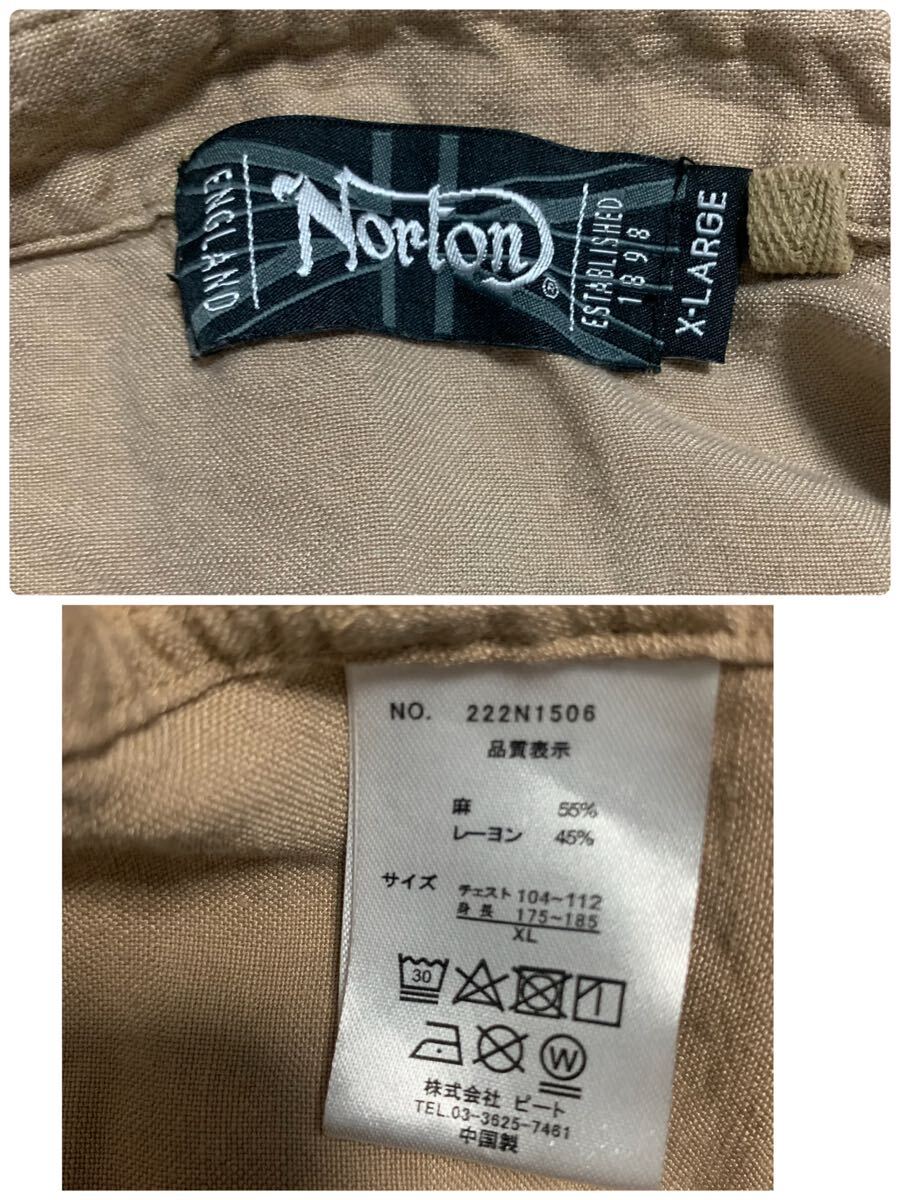 ENGLAND
Norton
®
ESTABLISHED
1898
X-LARGE
NO. 222N1506
品質表示
麻 55%
レーヨン 45%
サイズ チェスト 104~112
身長 175~185
XL
30
W
株式会社 ピート
TEL.03-3625-7461
中国製